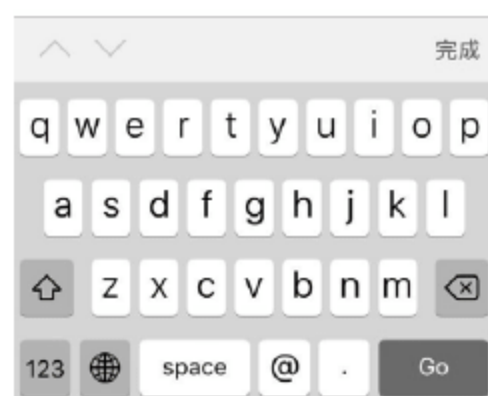 完成
q w e r t y u i o p
a s d f g h j k l
z x c v b n m
123 space @ . Go